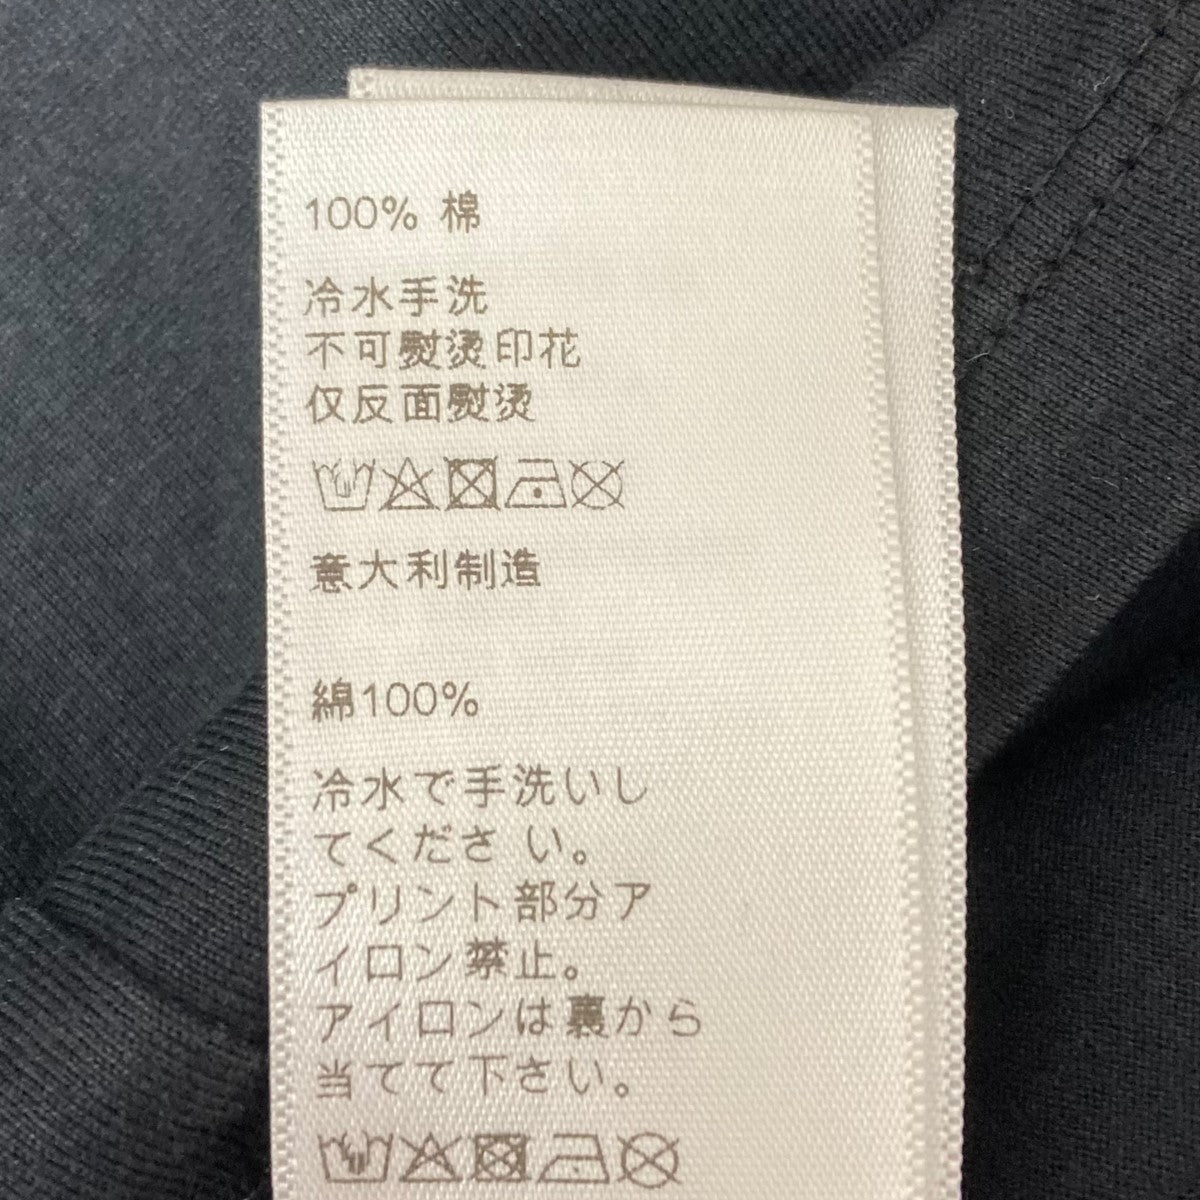 100% 棉
冷水手洗
不可熨烫印花
仅反面熨烫
意大利制造
綿100%
冷水で手洗いし
てくださ い。
プリント部分ア
イロン禁止。
アイロンは裏から
当てて下さい。